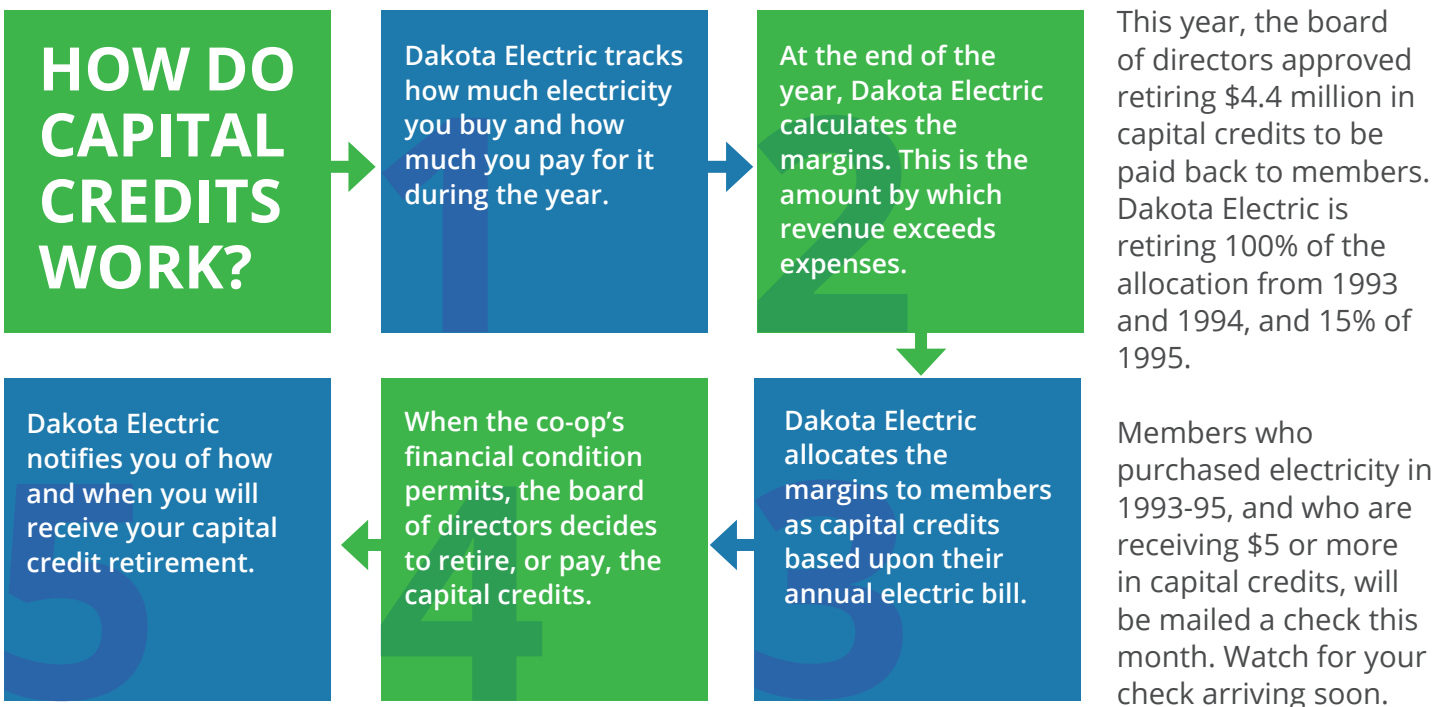 HOW DO
CAPITAL
CREDITS
WORK?
1
Dakota Electric tracks
how much electricity
you buy and how
much you pay for it
during the year.
2
At the end of the
year, Dakota Electric
calculates the
margins. This is the
amount by which
revenue exceeds
expenses.
3
Dakota Electric
allocates the
margins to members
as capital credits
based upon their
annual electric bill.
4
When the co-op’s
financial condition
permits, the board
of directors decides
to retire, or pay, the
capital credits.
5
Dakota Electric
notifies you of how
and when you will
receive your capital
credit retirement.
This year, the board
of directors approved
retiring $4.4 million in
capital credits to be
paid back to members.
Dakota Electric is
retiring 100% of the
allocation from 1993
and 1994, and 15% of
1995.
Members who
purchased electricity in
1993-95, and who are
receiving $5 or more
in capital credits, will
be mailed a check this
month. Watch for your
check arriving soon.